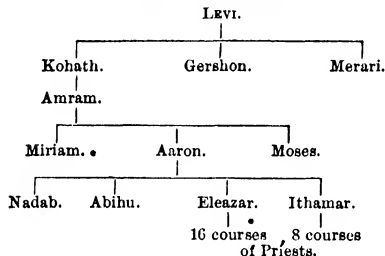 LEVI.
Kohath. Gershon. Merari.
Amram.
Miriam. Aaron. Moses.
Nadab. Abihu. Eleazar. Ithamar.
16 courses , 8 courses
of Priests.